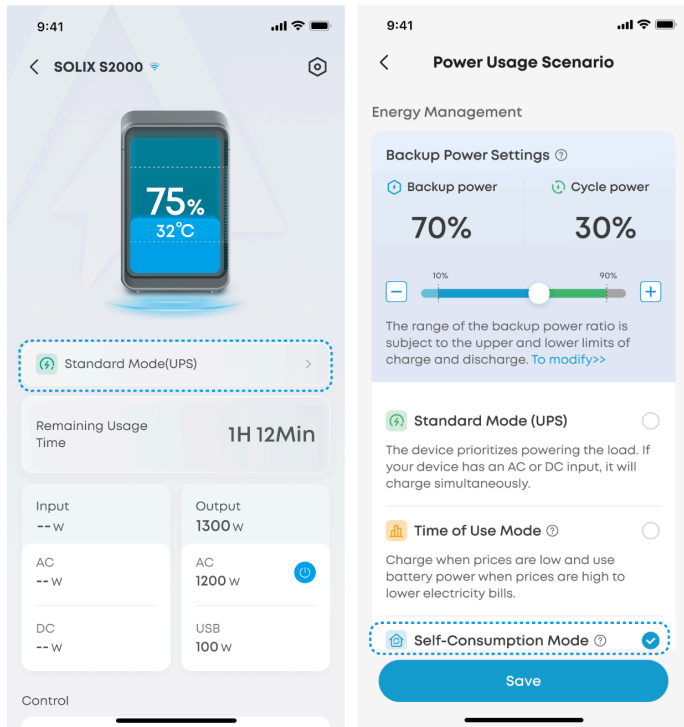 9:41
SOLIX S2000
75%
32°C
Standard Mode(UPS)
Remaining Usage
Time
1H 12Min
Input
-- W
Output
1300 W
AC
-- W
AC
1200 W
DC
-- W
USB
100 W
Control
9:41
Power Usage Scenario
Energy Management
Backup Power Settings
Backup power
Cycle power
70%
30%
10%
90%
The range of the backup power ratio is
subject to the upper and lower limits of
charge and discharge. To modify>>
Standard Mode (UPS)
The device prioritizes powering the load. If
your device has an AC or DC input, it will
charge simultaneously.
Time of Use Mode
Charge when prices are low and use
battery power when prices are high to
lower electricity bills.
Self-Consumption Mode
Save